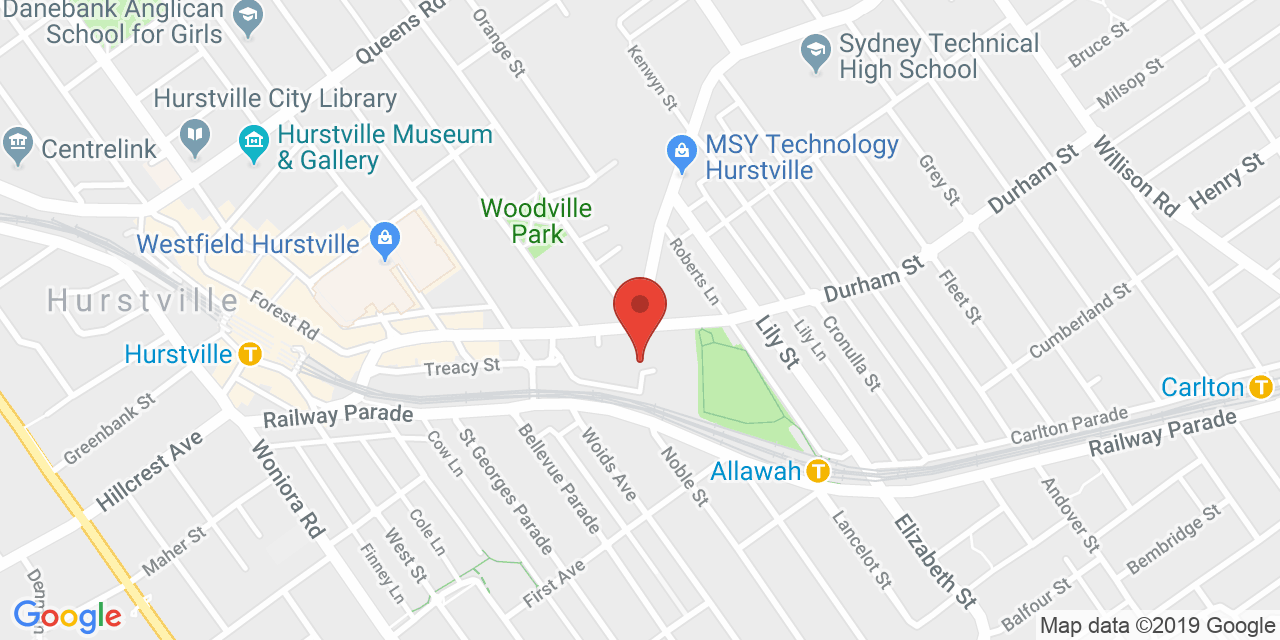 Danebank Anglican
School for Girls
Queens Rd
Orange St
Kenwyn St
Sydney Technical
High School
Bruce St
Milsop St
Hurstville City Library
Centrelink
Hurstville Museum
& Gallery
MSY Technology
Hurstville
Willison Rd
Henry St
Grey St
Durham St
Woodville
Park
Westfield Hurstville
Roberts Ln
Durham St
Fleet St
Cumberland St
Hurstville
Forest Rd
Lily St
Lily Ln
Cronulla St
Hurstville
T
Treacy St
Carlton
T
Greenbank St
Railway Parade
Carlton Parade
Railway Parade
Hillcrest Ave
Woniora Rd
Cow Ln
St Georges Parade
Bellevue Parade
Woids Ave
Noble St
Allawah
T
Andover St
Maher St
Cole Ln
West St
Finney Ln
First Ave
Lancelot St
Elizabeth St
Bembridge St
Balfour St
Google
Map data ©2019 Google